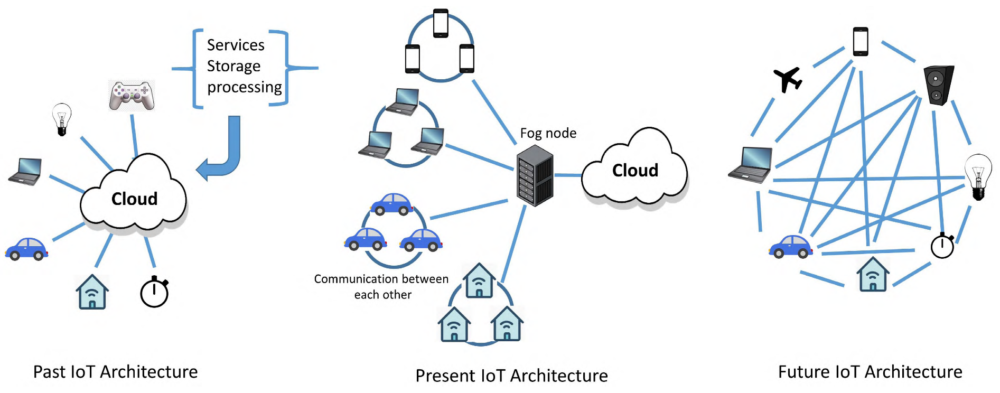 Services
Storage
processing
Cloud
Past IoT Architecture
Fog node
Cloud
Communication between
each other
Present IoT Architecture
Future IoT Architecture